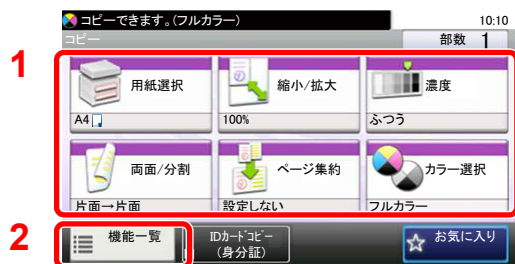 コピーできます。(フルカラー)
10:10
コピー
部数 1
1
用紙選択
縮小/拡大
濃度
A4
100%
ふつう
両面/分割
ページ集約
カラー選択
片面→片面
設定しない
フルカラー
2
機能一覧
IDカードコピー
(身分証)
お気に入り